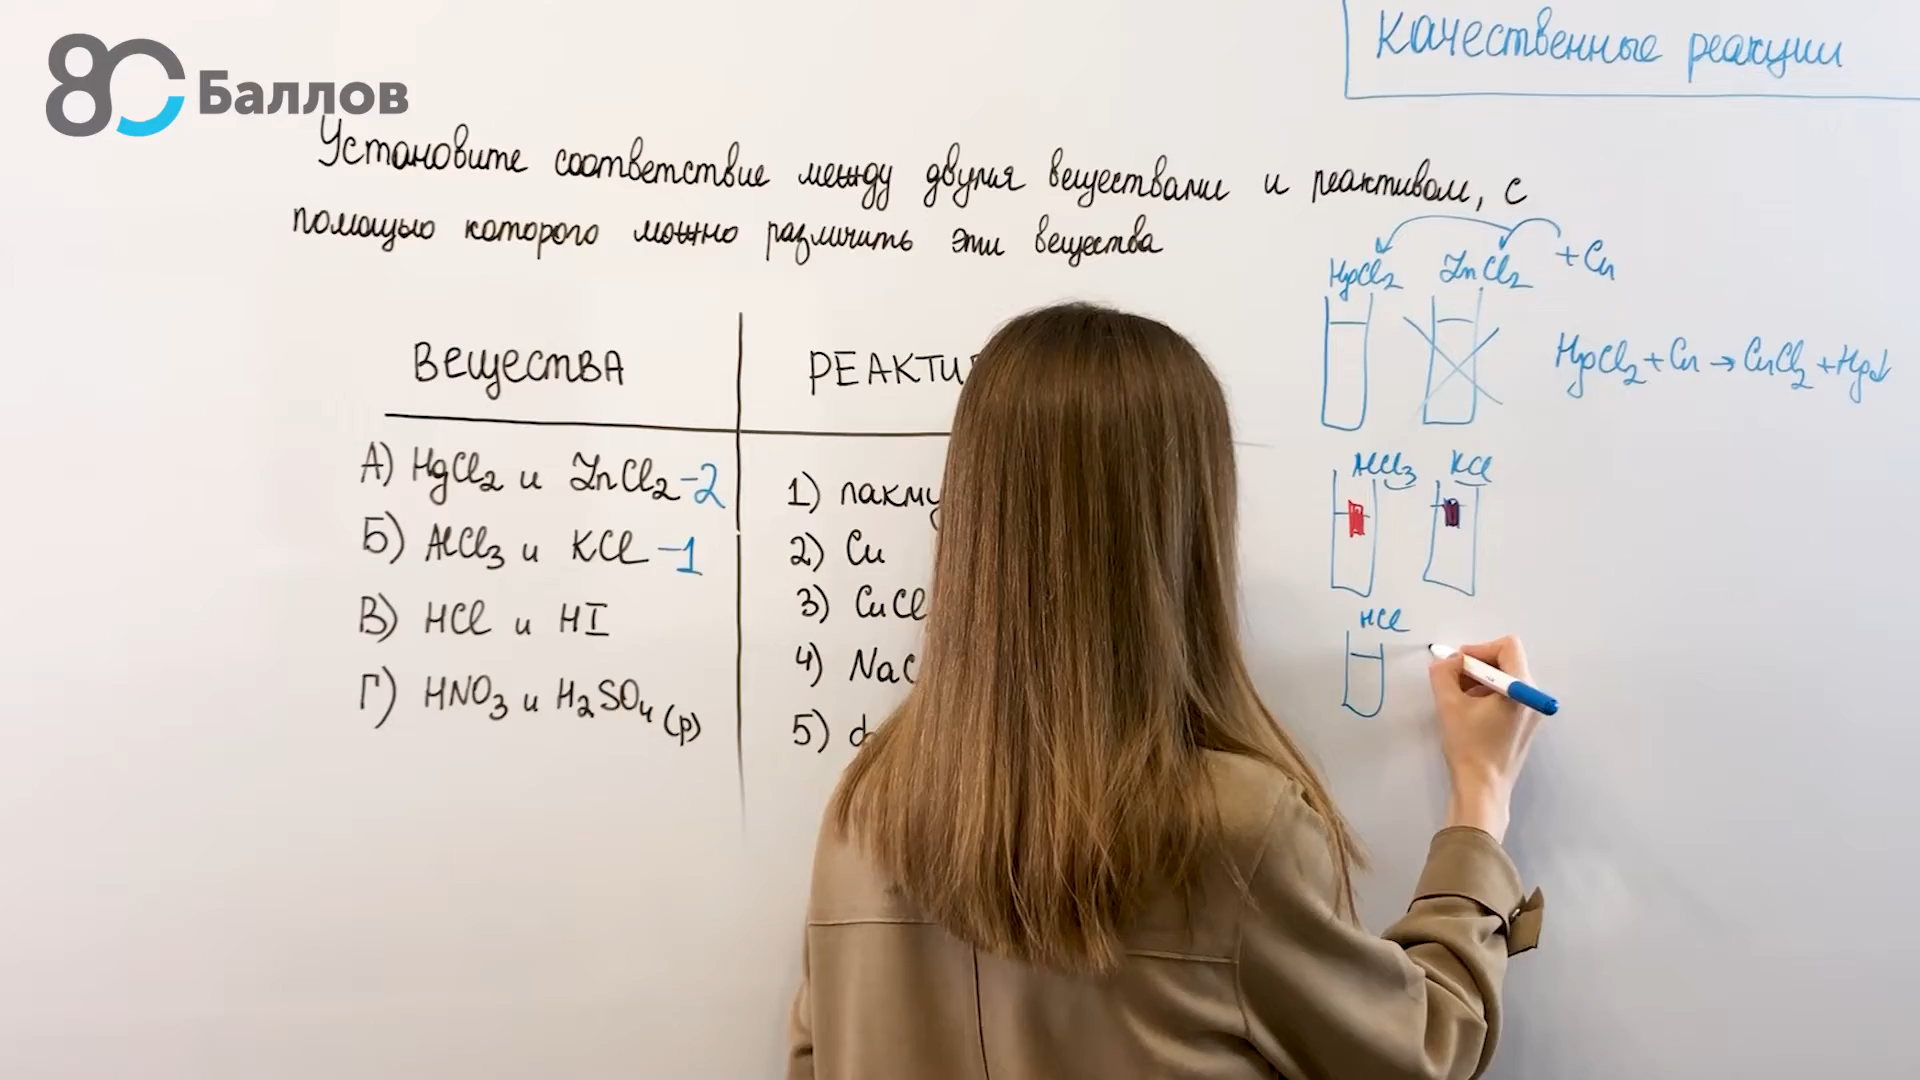 80 Баллов
Качественные реакции
Установите соответствие между двумя веществами и реактивом, с
помощью которого можно различить эти вещества
ВЕЩЕСТВА
РЕАКТИ
А) HgCl₂ и ZnCl₂ -2
Б) AlCl₃ и KCl -1
В) HCl и HI
Г) HNO₃ и H₂SO₄ (р)
1) лакму
2) Cu
3) CuCl
4) NaC
5)
HgCl₂ ZnCl₂ + Cu
HgCl₂ + Cu → CuCl₂ + Hg↓
AlCl₃ KCl
HCl